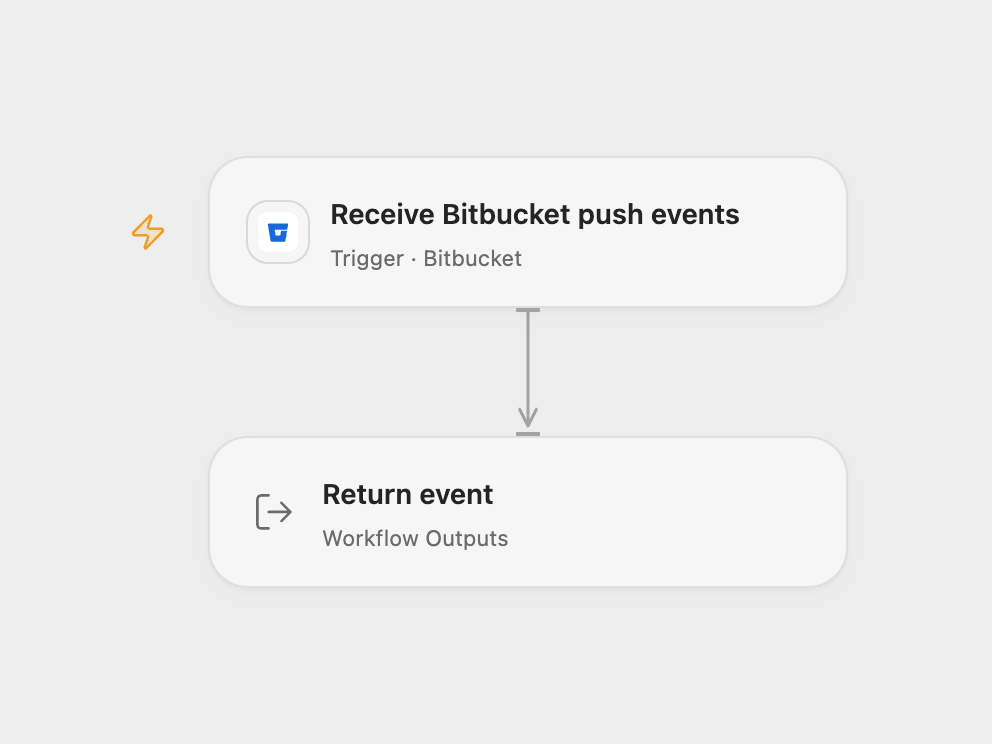 Receive Bitbucket push events
Trigger · Bitbucket
Return event
Workflow Outputs